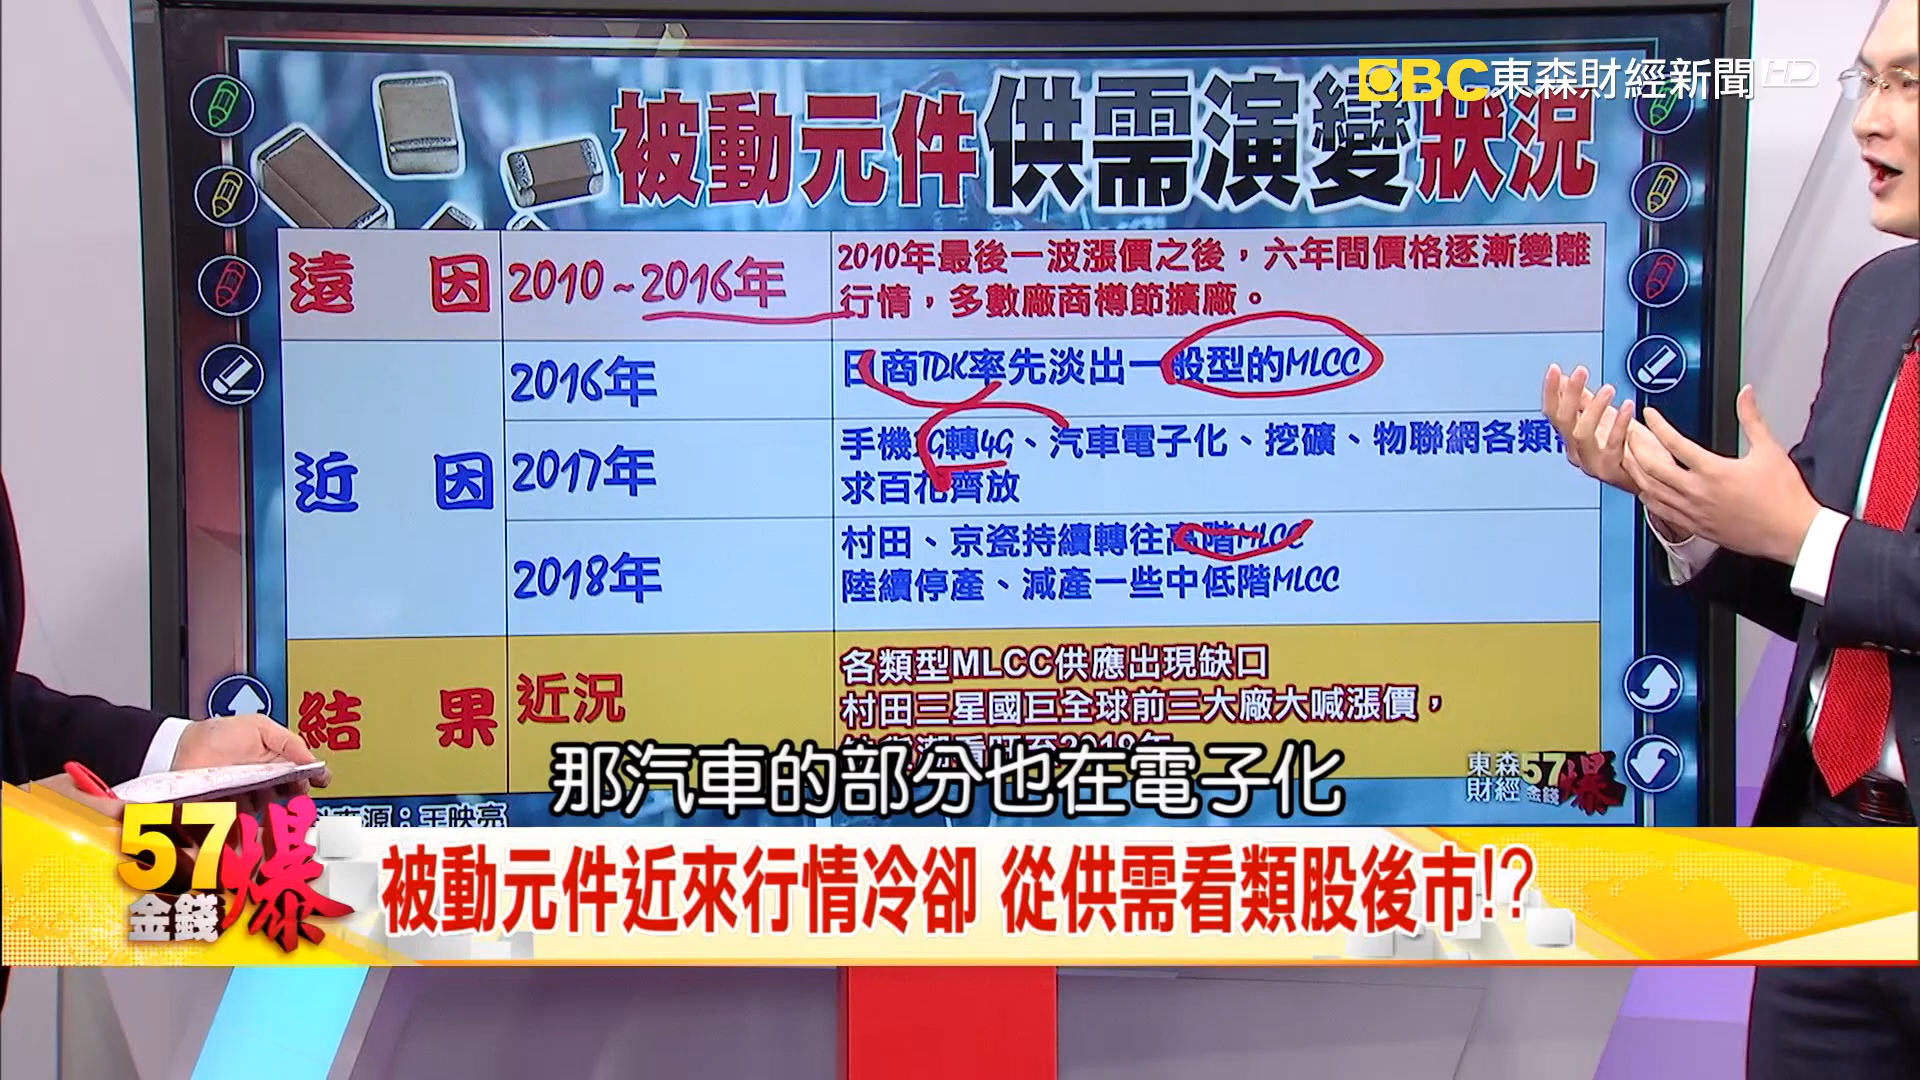 EBC東森財經新聞HD
被動元件供需演變狀況
遠因
2010~2016年
2010年最後一波漲價之後，六年間價格逐漸變離
行情，多數廠商樽節擴廠。
近因
2016年
日商TDK率先淡出一般型的MLCC
2017年
手機3G轉4G、汽車電子化、挖礦、物聯網各類
求百花齊放
2018年
村田、京瓷持續轉往高階MLCC
陸續停產、減產一些中低階MLCC
結果
近況
各類型MLCC供應出現缺口
村田三星國巨全球前三大廠大喊漲價，
東森財經
57金錢爆
來源：王映亮
那汽車的部分也在電子化
57金錢爆
被動元件近來行情冷卻 從供需看類股後市!?